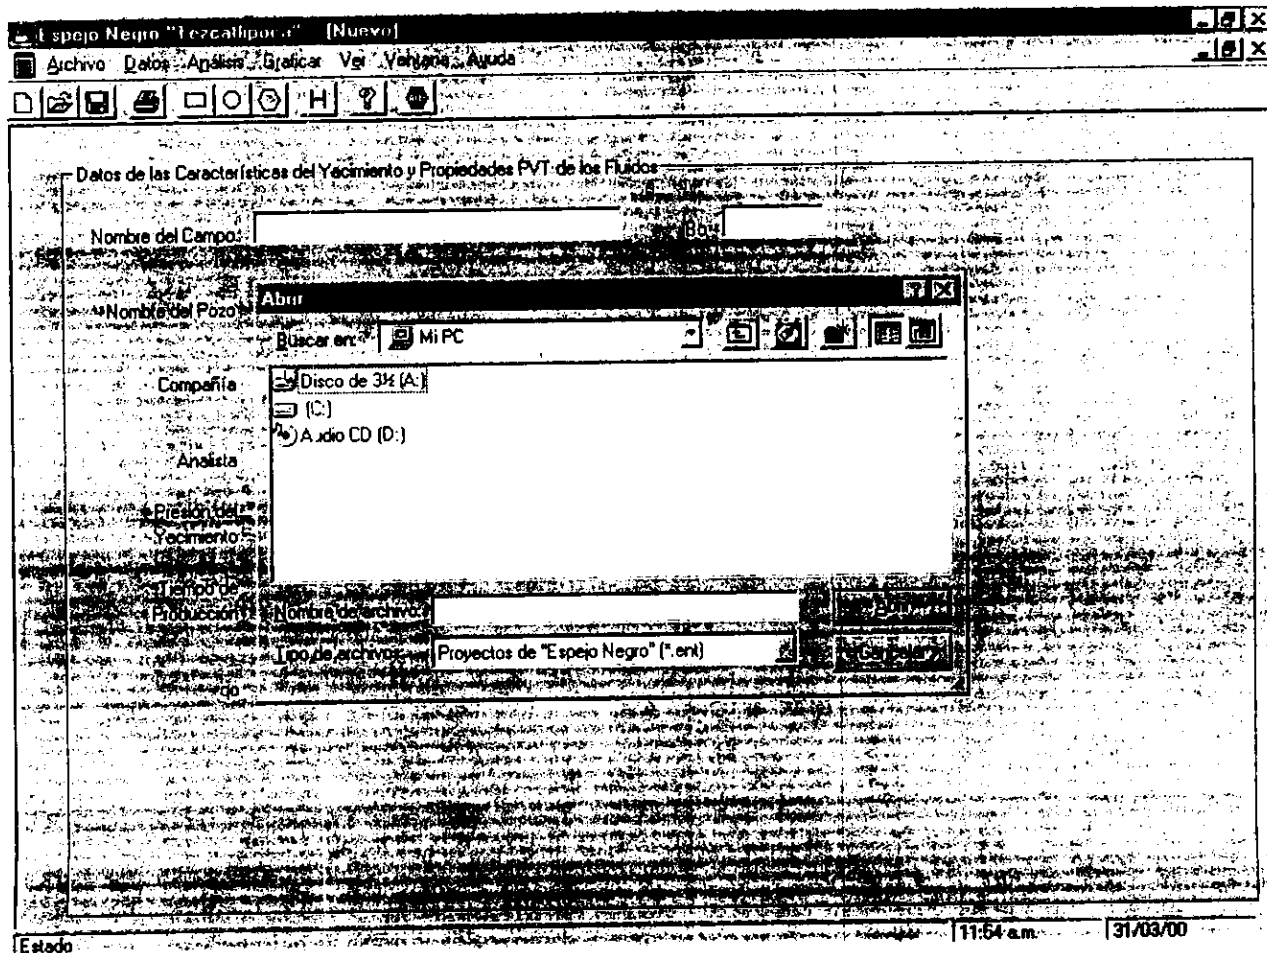 Espejo Negro "Tezcatlipoca" [Nuevo]
Archivo Datos Análisis Graficar Ver Ventana Ayuda
H
Datos de las Características del Yacimiento y Propiedades PVT de los Fluidos
Nombre del Campo:
Bo:
Nombre del Pozo
Compañía
Analista
Presión del Yacimiento
Tiempo de Producción
qo
Abrir
Buscar en:
Mi PC
Disco de 3½ (A:)
(C:)
Audio CD (D:)
Nombre de archivo:
Abrir
Tipo de archivos:
Proyectos de "Espejo Negro" (*.ent)
Cancelar
Estado
11:54 a.m.
31/03/00